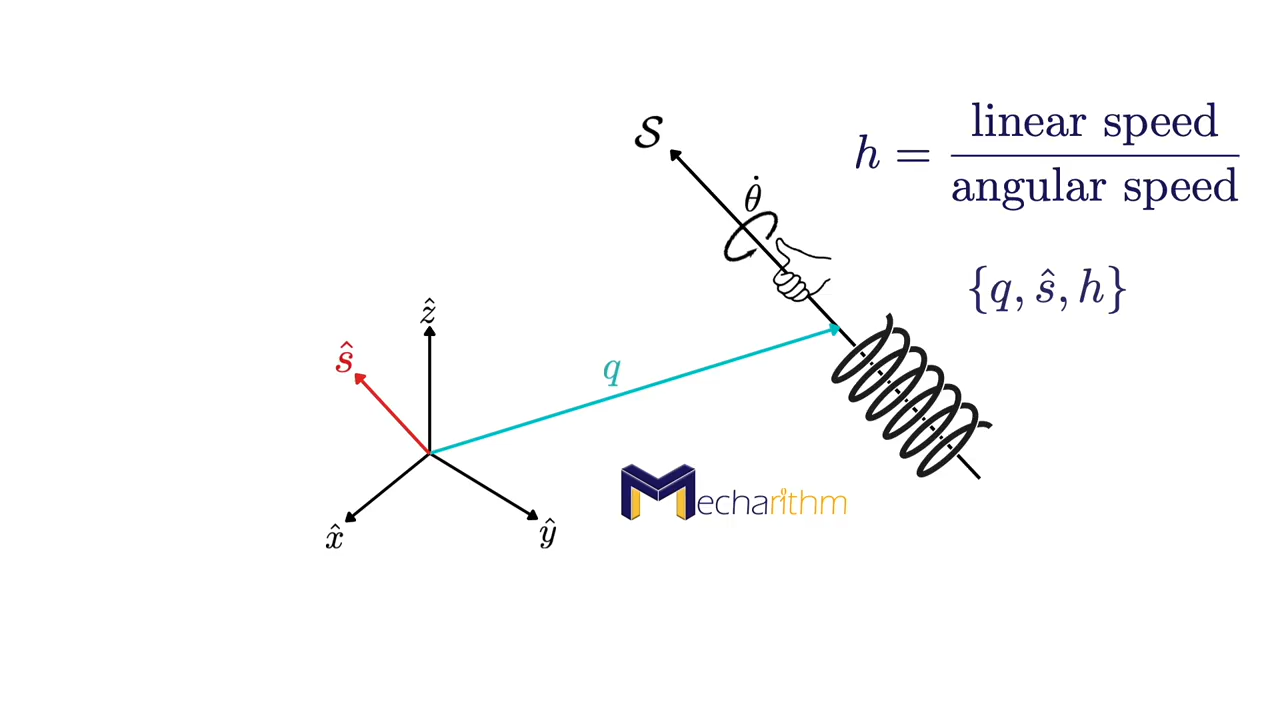 𝒮
h = linear speed / angular speed
θ̇
{q, ŝ, h}
ẑ
ŝ
q
x̂
ŷ
Mecharithm